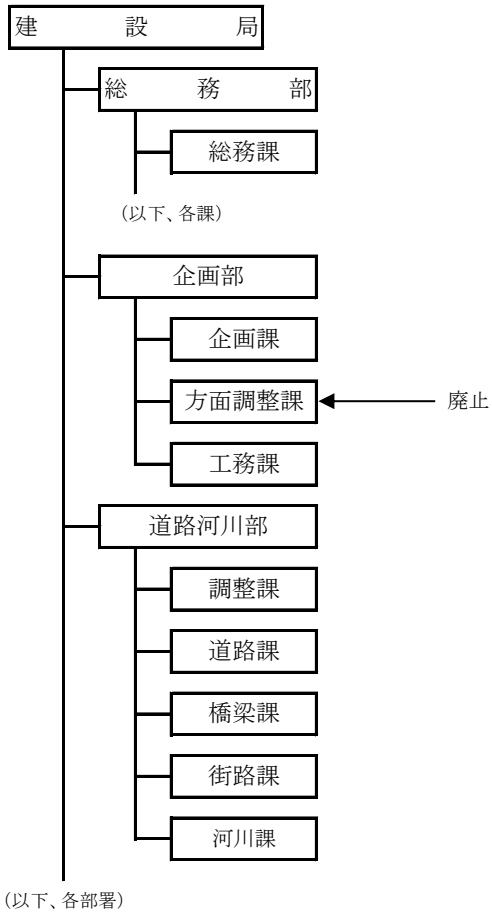 建設局
総務部
総務課
(以下、各課)
企画部
企画課
方面調整課
廃止
工務課
道路河川部
調整課
道路課
橋梁課
街路課
河川課
(以下、各部署)